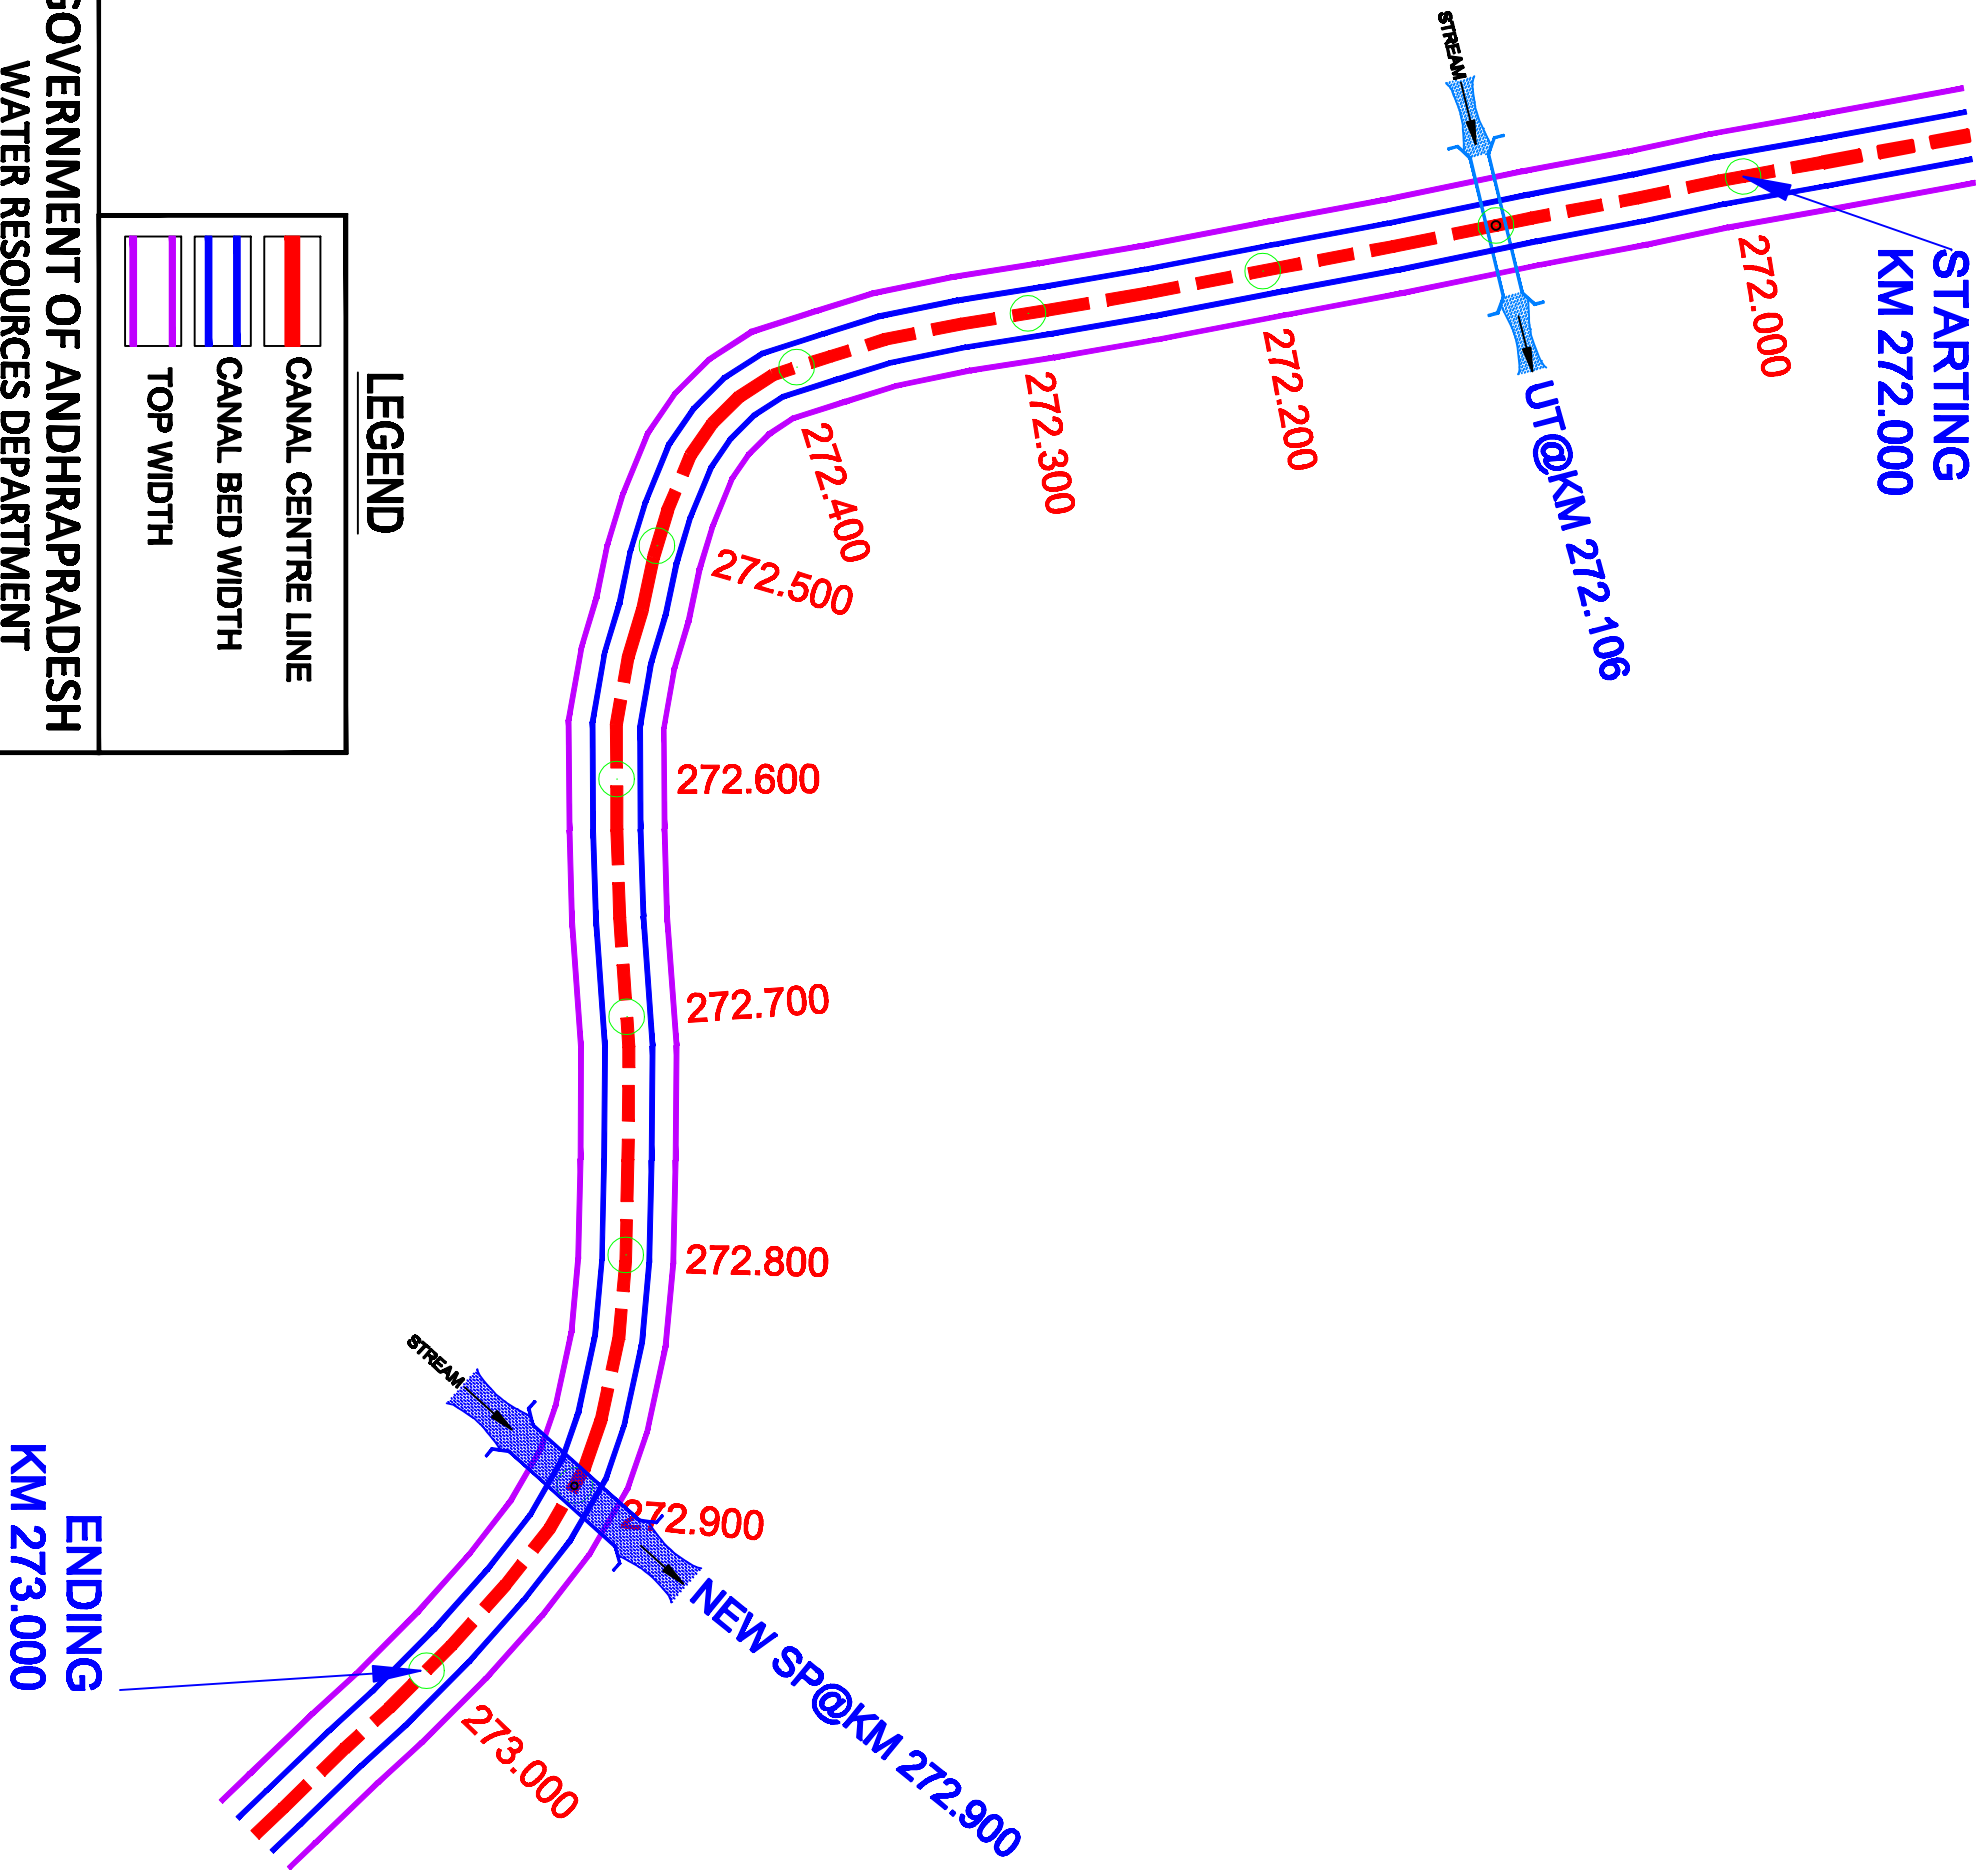 STARTING
KM 272.000
272.000
STREAM
UT@KM 272.106
272.200
272.300
272.400
272.500
272.600
272.700
272.800
STREAM
272.900
NEW SP@KM 272.900
273.000
ENDING
KM 273.000
LEGEND
CANAL CENTRE LINE
CANAL BED WIDTH
TOP WIDTH
GOVERNMENT OF ANDHRAPRADESH
WATER RESOURCES DEPARTMENT